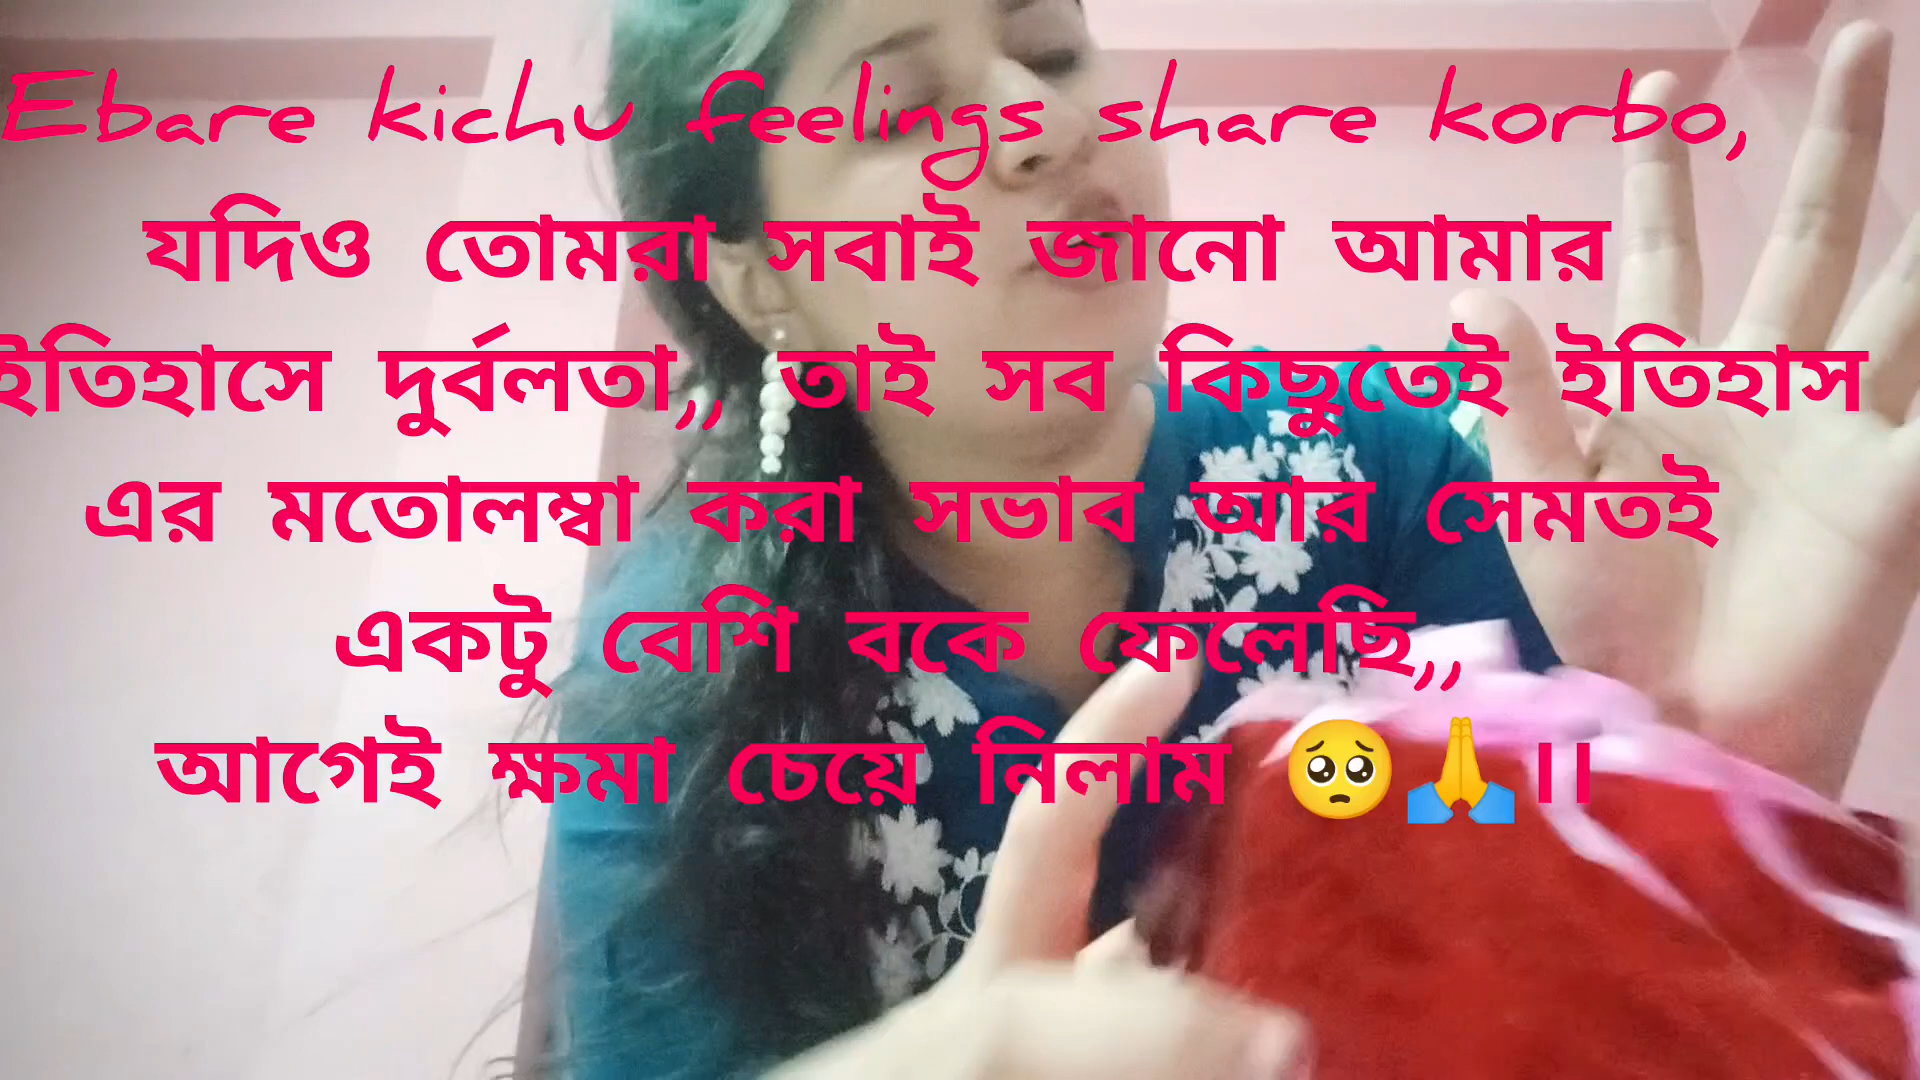 Ebare kichu feelings share korbo,
যদিও তোমরা সবাই জানো আমার
ইতিহাসে দুর্বলতা,, তাই সব কিছুতেই ইতিহাস
এর মতোলম্বা করা সভাব আর সেমতই
একটু বেশি বকে ফেলেছি,,
আগেই ক্ষমা চেয়ে নিলাম 🥺🙏।।